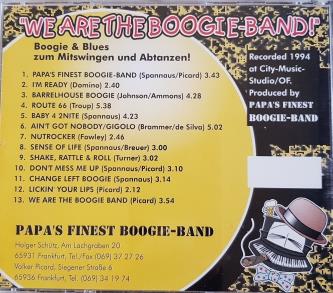 "WE ARE THE BOOGIE-BAND!"
Boogie & Blues
zum Mitswingen und Abtanzen!
Recorded 1994
at City-Music-
Studio/OF.
Produced by
PAPA'S FINEST
BOOGIE-BAND
1. PAPA'S FINEST BOOGIE-BAND (Spannaus/Picard) 3.43
2. I'M READY (Domino) 2.40
3. BARRELHOUSE BOOGIE (Johnson/Ammons) 4.28
4. ROUTE 66 (Troup) 5.38
5. BABY 4 2NITE (Spannaus) 4.23
6. AIN'T GOT NOBODY/GIGOLO (Brammer/de Silva) 5.02
7. NUTROCKER (Fowley) 2.46
8. SENSE OF LIFE (Spannaus/Breuer) 3.00
9. SHAKE, RATTLE & ROLL (Turner) 3.02
10. DON'T MESS ME UP (Spannaus/Picard) 3.10
11. CHANGE LEFT BOOGIE (Spannaus) 3.14
12. LICKIN' YOUR LIPS (Picard) 2.12
13. WE ARE THE BOOGIE BAND (Picard) 3.54
PAPA'S FINEST BOOGIE-BAND
Holger Schütz, Am Lachgraben 20
65931 Frankfurt, Tel./Fax (069) 37 27 26
Volker Picard, Siegener Straße 6
65936 Frankfurt, Tel. (069) 34 19 74